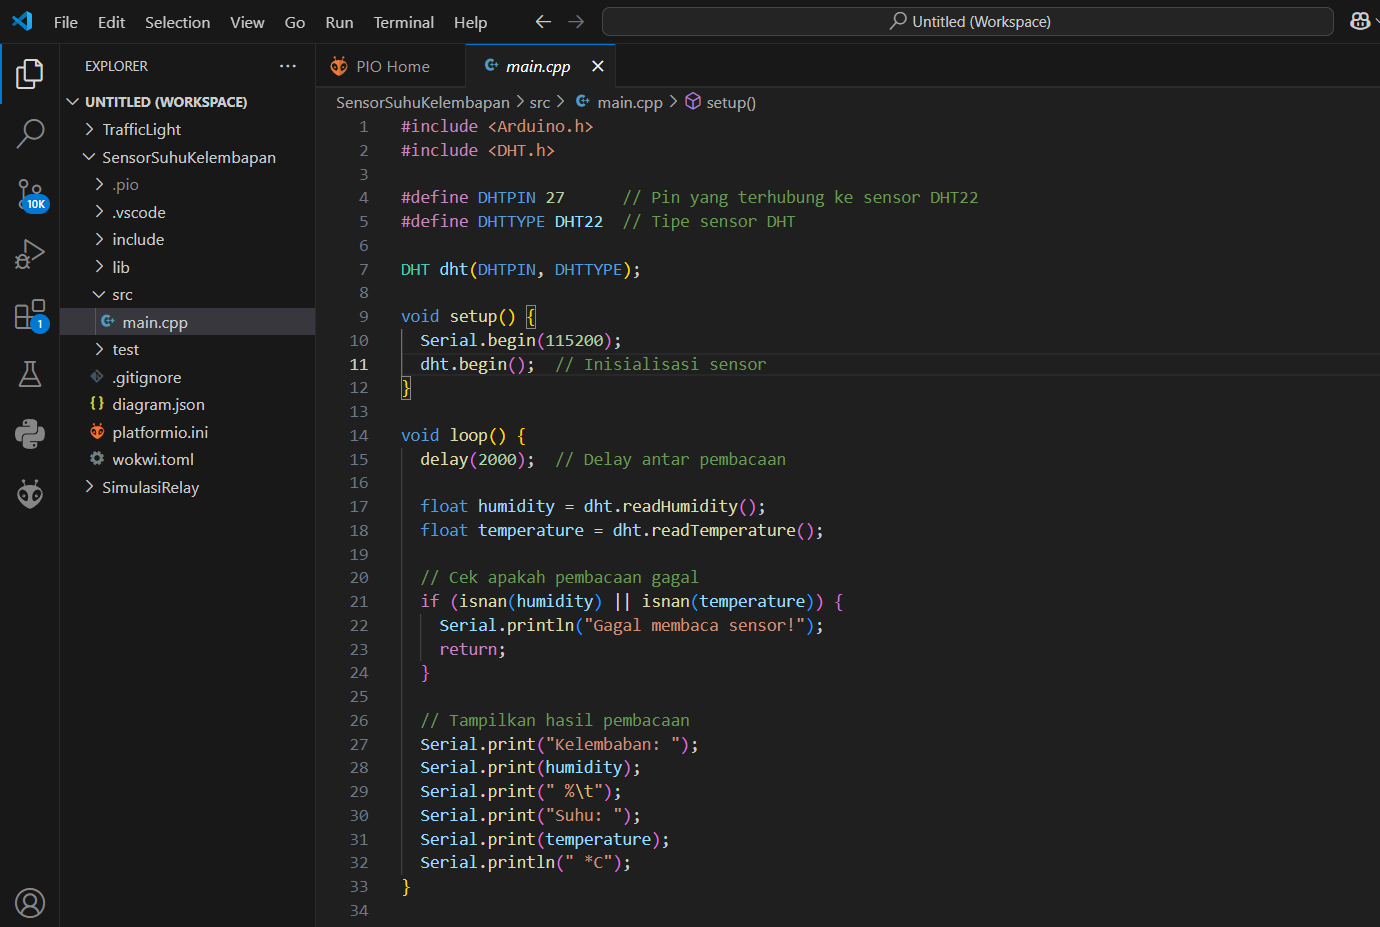 File Edit Selection View Go Run Terminal Help
Untitled (Workspace)
EXPLORER
PIO Home
main.cpp
UNTITLED (WORKSPACE)
TrafficLight
SensorSuhuKelembapan
.pio
.vscode
include
lib
src
main.cpp
test
.gitignore
{} diagram.json
platformio.ini
wokwi.toml
SimulasiRelay
10K
1
SensorSuhuKelembapan > src > main.cpp > setup()
1 #include <Arduino.h>
2 #include <DHT.h>
3
4 #define DHTPIN 27      // Pin yang terhubung ke sensor DHT22
5 #define DHTTYPE DHT22  // Tipe sensor DHT
6
7 DHT dht(DHTPIN, DHTTYPE);
8
9 void setup() {
10   Serial.begin(115200);
11   dht.begin();  // Inisialisasi sensor
12 }
13
14 void loop() {
15   delay(2000);  // Delay antar pembacaan
16
17   float humidity = dht.readHumidity();
18   float temperature = dht.readTemperature();
19
20   // Cek apakah pembacaan gagal
21   if (isnan(humidity) || isnan(temperature)) {
22     Serial.println("Gagal membaca sensor!");
23     return;
24   }
25
26   // Tampilkan hasil pembacaan
27   Serial.print("Kelembaban: ");
28   Serial.print(humidity);
29   Serial.print(" %\t");
30   Serial.print("Suhu: ");
31   Serial.print(temperature);
32   Serial.println(" *C");
33 }
34